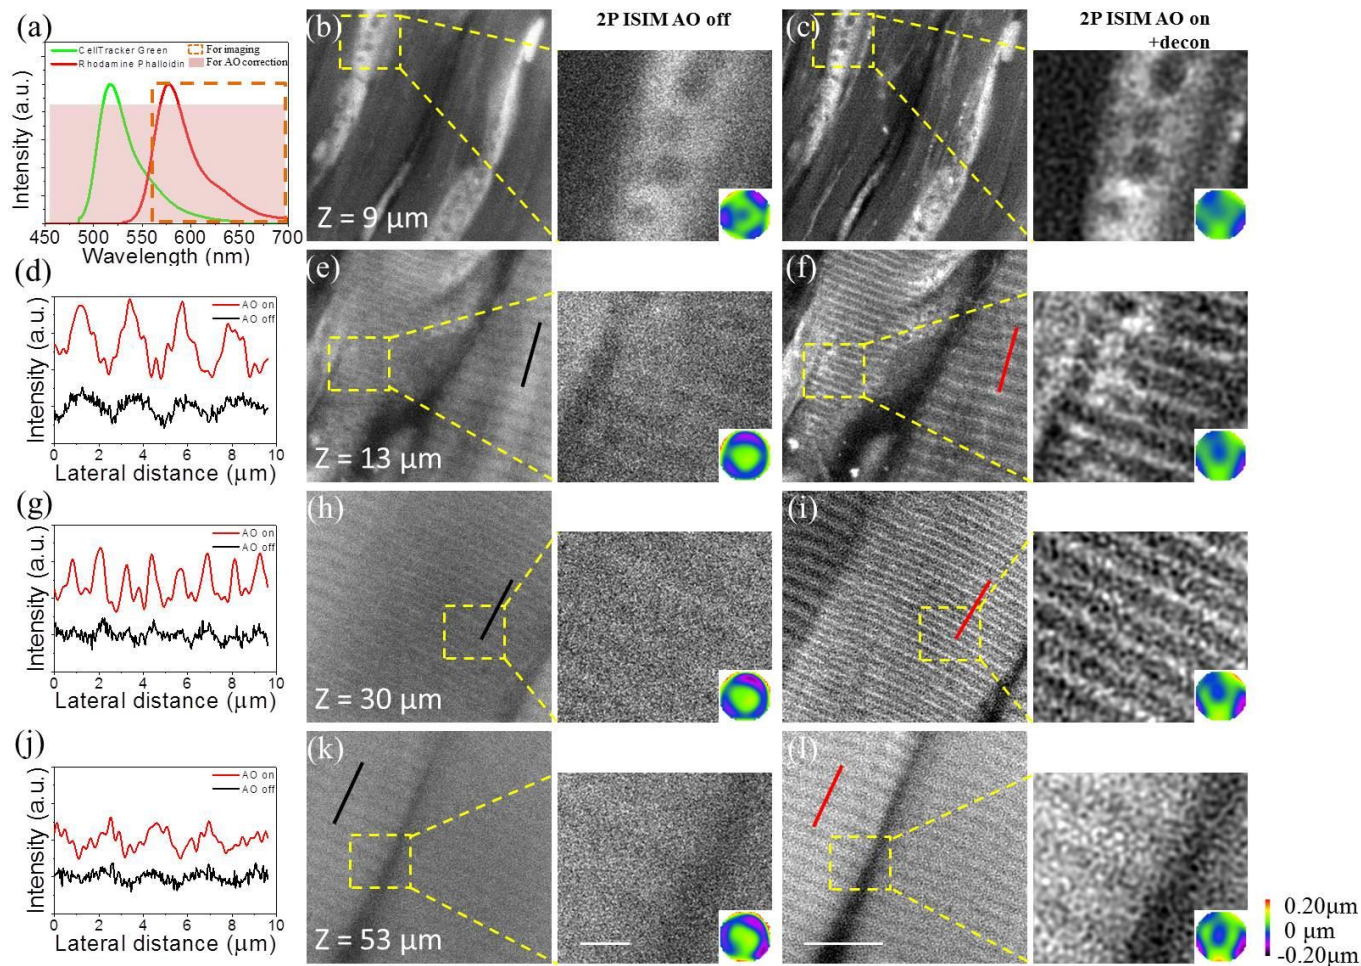 (a)
CellTracker Green
Rhodamine Phalloidin
For imaging
For AO correction
Intensity (a.u.)
450 500 550 600 650 700
Wavelength (nm)
(b)
2P ISIM AO off
Z = 9 μm
(c)
2P ISIM AO on
+decon
(d)
AO on
AO off
Intensity (a.u.)
0 2 4 6 8 10
Lateral distance (μm)
(e)
Z = 13 μm
(f)
(g)
AO on
AO off
Intensity (a.u.)
0 2 4 6 8 10
Lateral distance (μm)
(h)
Z = 30 μm
(i)
(j)
AO on
AO off
Intensity (a.u.)
0 2 4 6 8 10
Lateral distance (μm)
(k)
Z = 53 μm
(l)
0.20μm
0 μm
-0.20μm